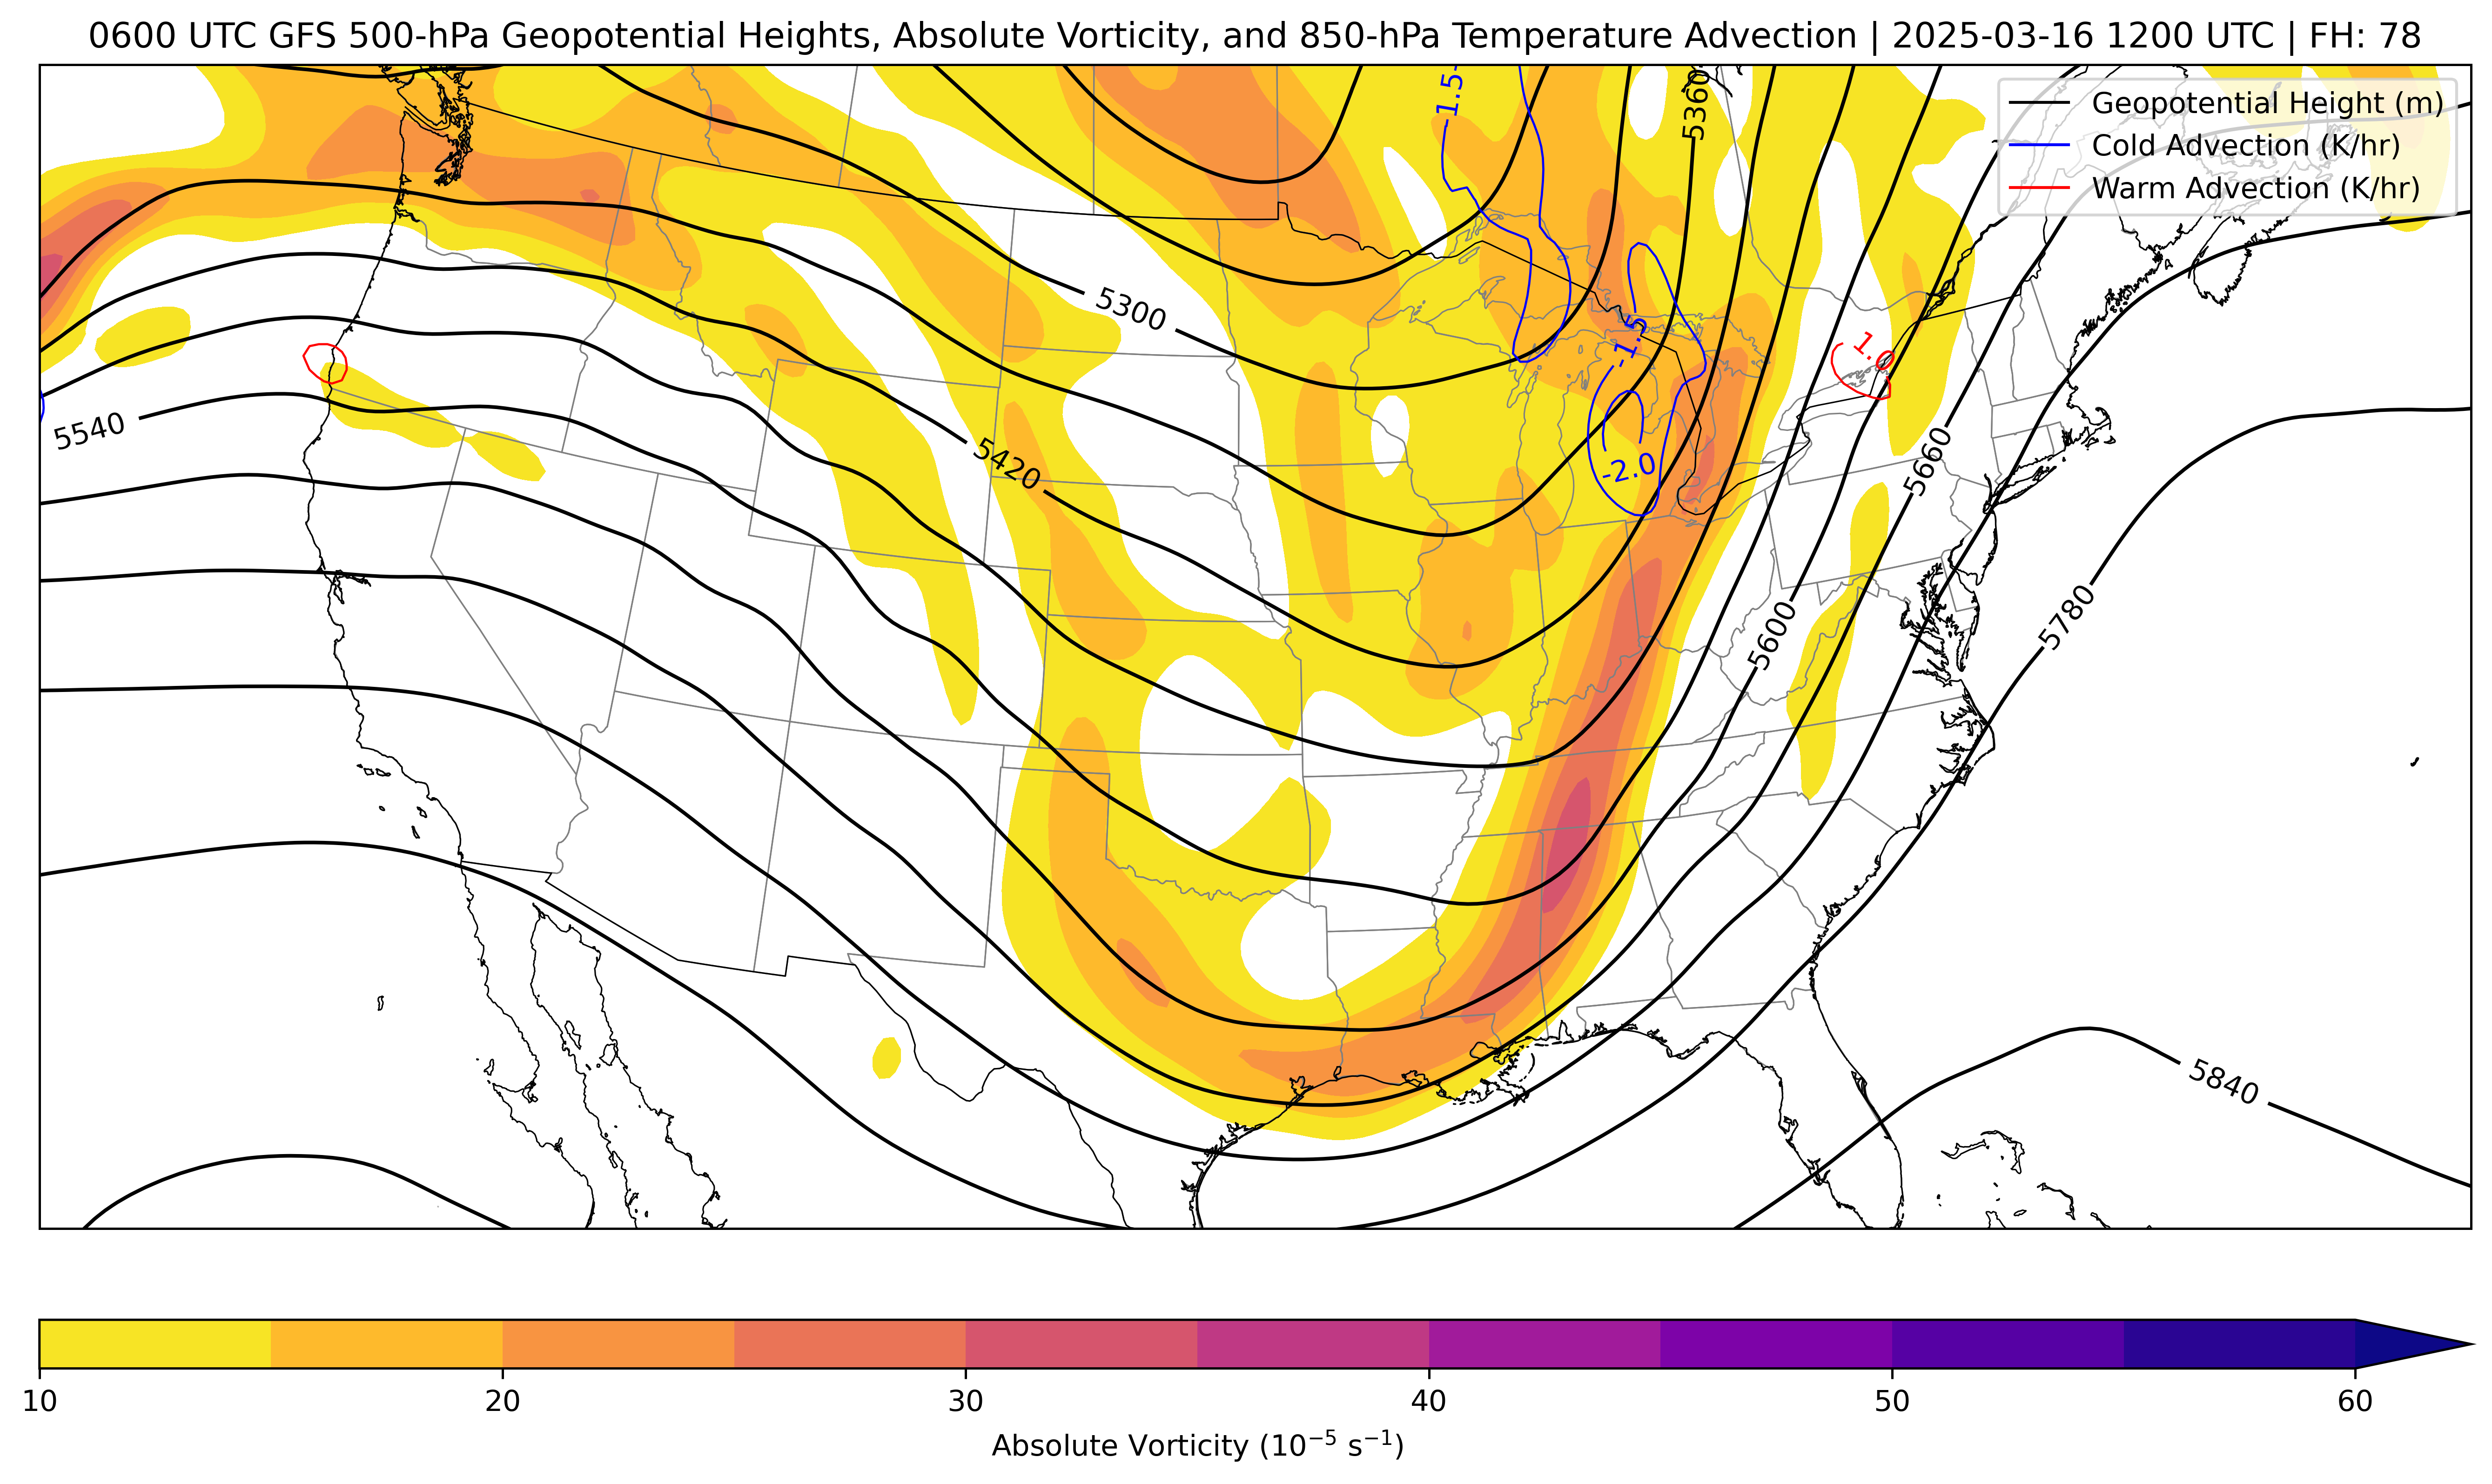 0600 UTC GFS 500-hPa Geopotential Heights, Absolute Vorticity, and 850-hPa Temperature Advection | 2025-03-16 1200 UTC | FH: 78
Geopotential Height (m)
Cold Advection (K/hr)
Warm Advection (K/hr)
-1.5
5360
5300
-1.5
1.0
5540
5420
-2.0
5660
5600
5780
5840
10 20 30 40 50 60
Absolute Vorticity (10⁻⁵ s⁻¹)